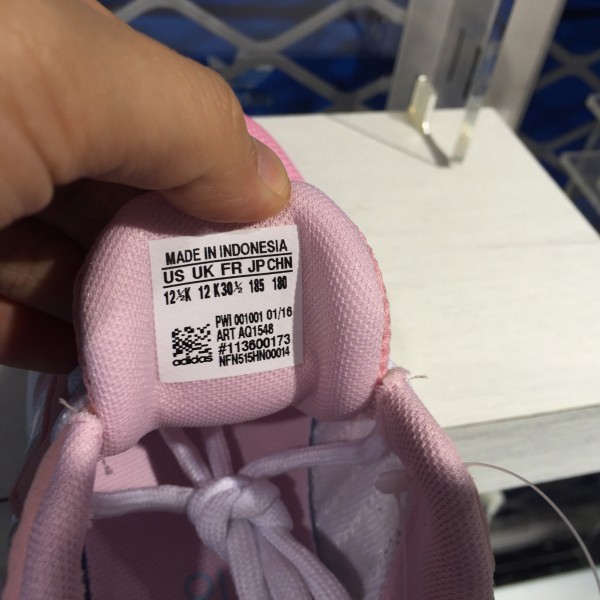 MADE IN INDONESIA
US UK FR JP CHN
12½K 12 K 30½ 185 180
PWI 001001 01/16
ART AQ1548
#113600173
adidas NFN515HN00014